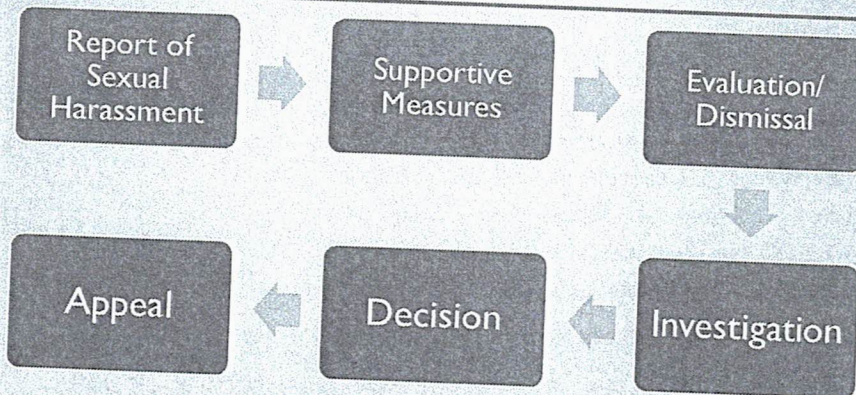 Report of
Sexual
Harassment
Supportive
Measures
Evaluation/
Dismissal
Investigation
Decision
Appeal